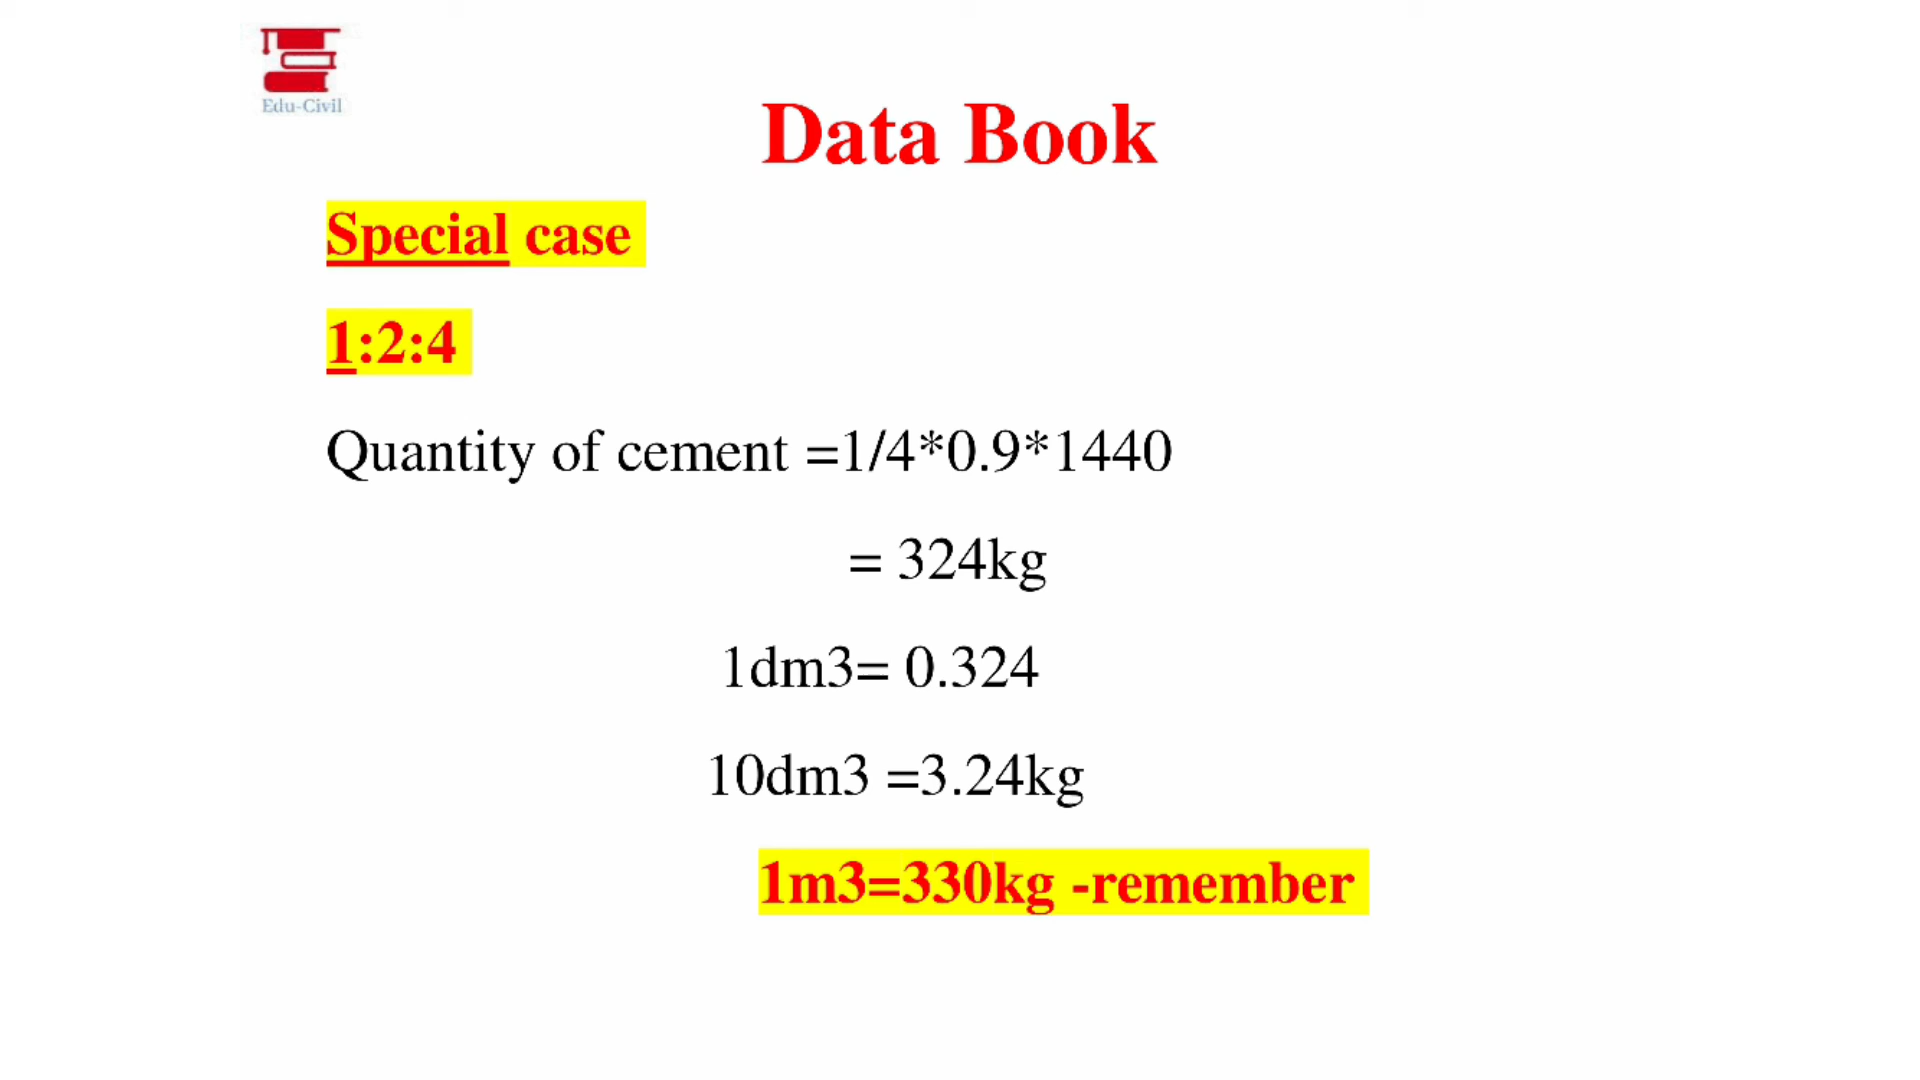 Edu-Civil
Data Book
Special case
1:2:4
Quantity of cement =1/4*0.9*1440
= 324kg
1dm3= 0.324
10dm3 =3.24kg
1m3=330kg -remember